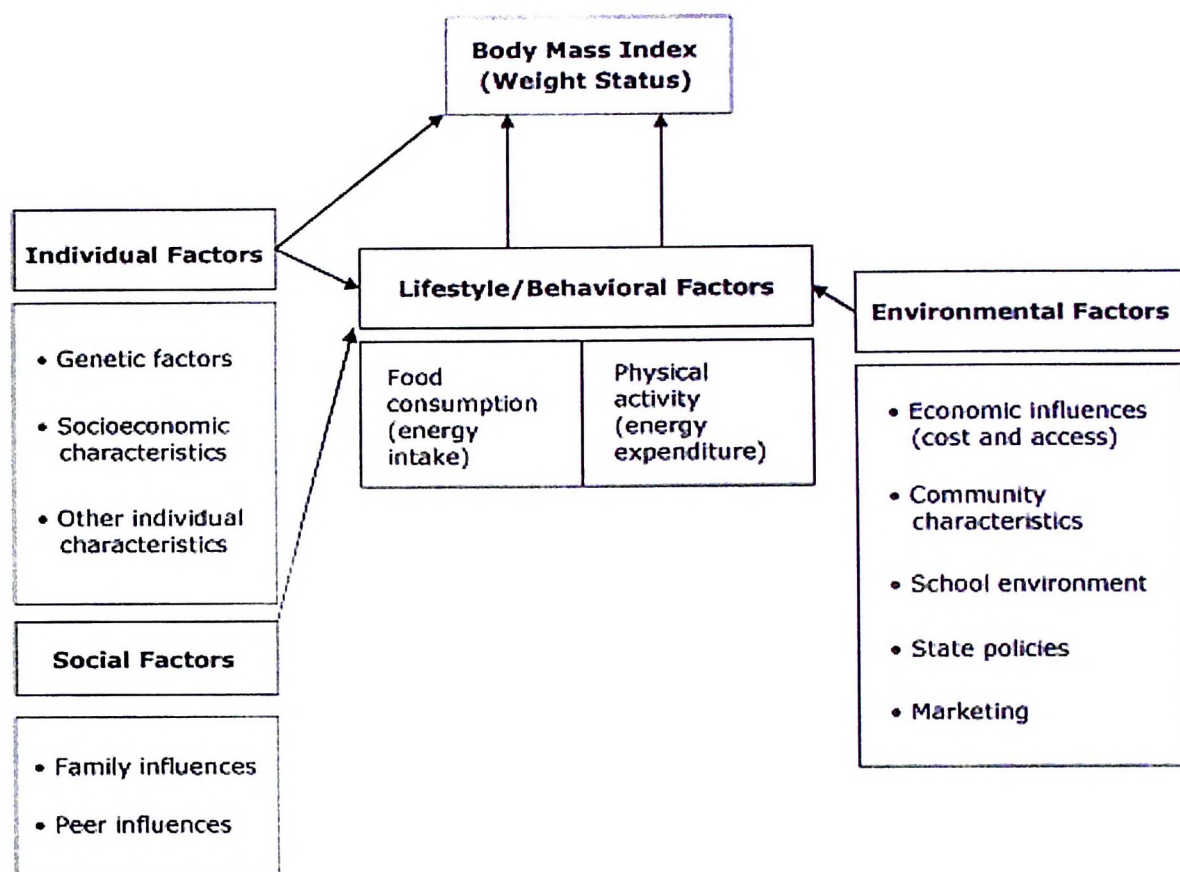 Body Mass Index
(Weight Status)
Individual Factors
• Genetic factors
• Socioeconomic
characteristics
• Other individual
characteristics
Social Factors
• Family influences
• Peer influences
Lifestyle/Behavioral Factors
Food
consumption
(energy
intake)
Physical
activity
(energy
expenditure)
Environmental Factors
• Economic influences
(cost and access)
• Community
characteristics
• School environment
• State policies
• Marketing